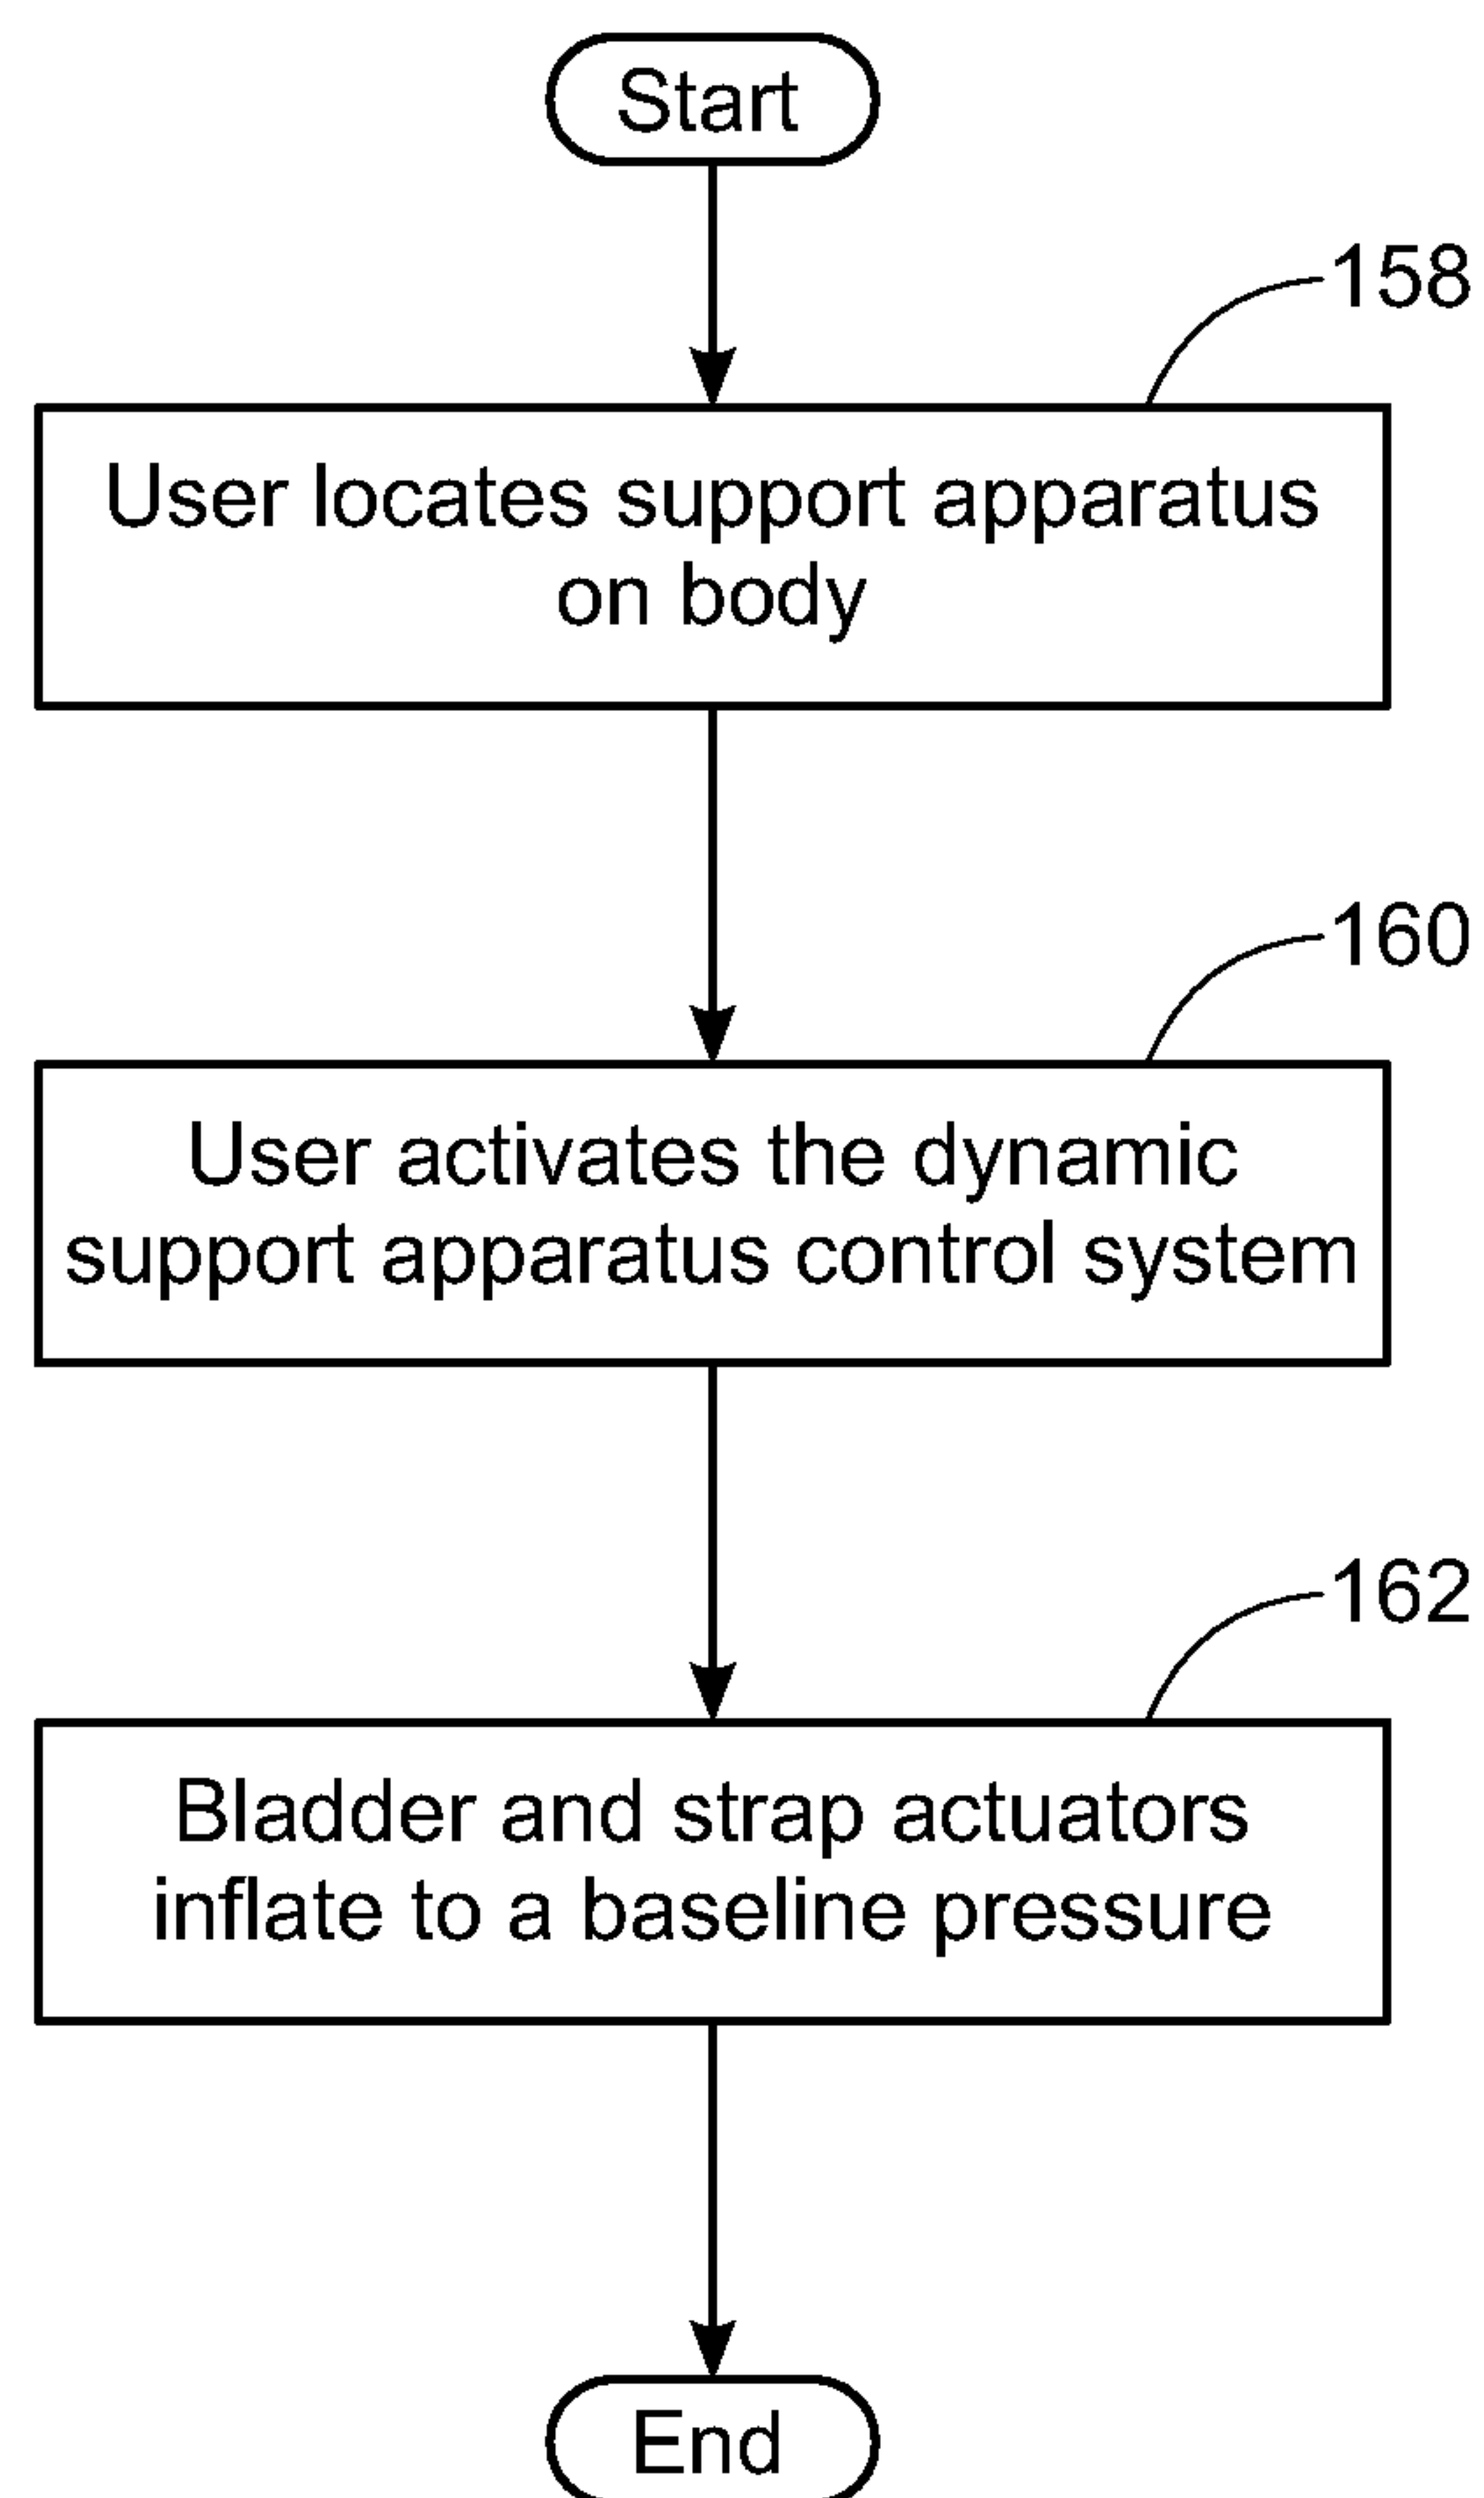 Start
158
User locates support apparatus
on body
160
User activates the dynamic
support apparatus control system
162
Bladder and strap actuators
inflate to a baseline pressure
End